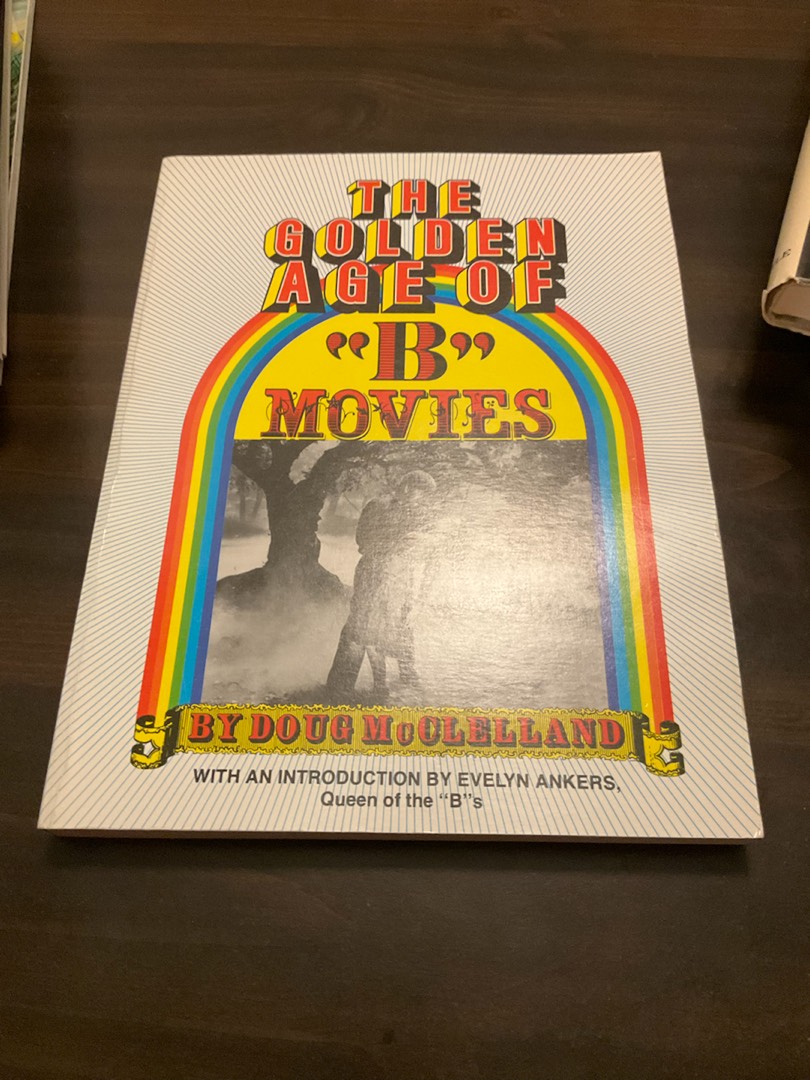 THE
GOLDEN
AGE OF
"B"
MOVIES
BY DOUG McCLELLAND
WITH AN INTRODUCTION BY EVELYN ANKERS,
Queen of the "B"s